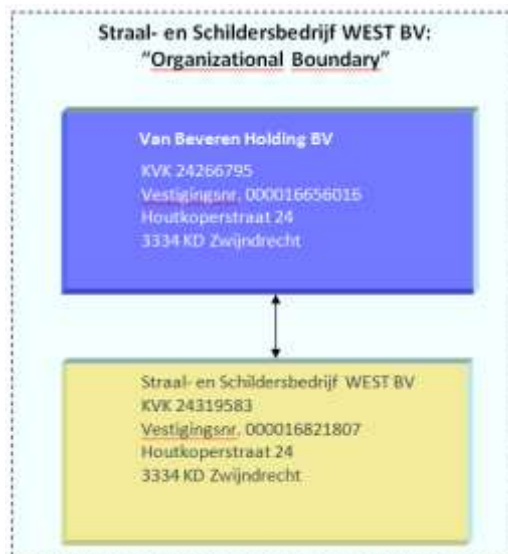 Straal- en Schildersbedrijf WEST BV:
“Organizational Boundary”
Van Beveren Holding BV
KVK 24266795
Vestigingsnr. 000016656016
Houtkoperstraat 24
3334 KD Zwijndrecht
Straal- en Schildersbedrijf WEST BV
KVK 24319583
Vestigingsnr. 000016821807
Houtkoperstraat 24
3334 KD Zwijndrecht